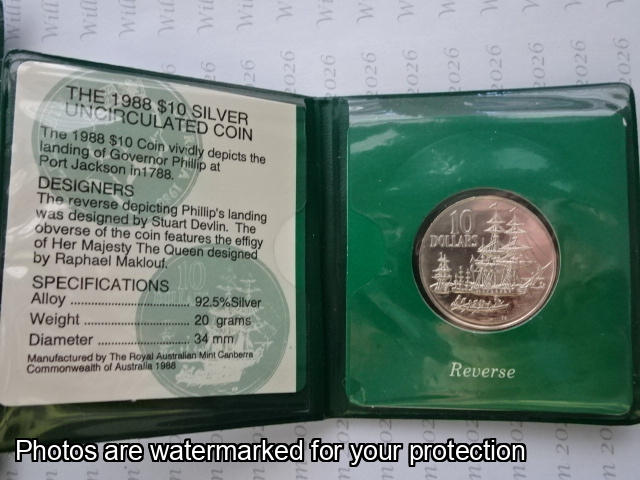 THE 1988 $10 SILVER
UNCIRCULATED COIN
The 1988 $10 Coin vividly depicts the
landing of Governor Phillip at
Port Jackson in1788.
DESIGNERS
The reverse depicting Phillip's landing
was designed by Stuart Devlin. The
obverse of the coin features the effigy
of Her Majesty The Queen designed
by Raphael Maklouf.
SPECIFICATIONS
Alloy ........................... 92.5%Silver
Weight ........................ 20 grams
Diameter ..................... 34 mm
Manufactured by The Royal Australian Mint Canberra
Commonwealth of Australia 1988
10
DOLLARS
Reverse
Photos are watermarked for your protection